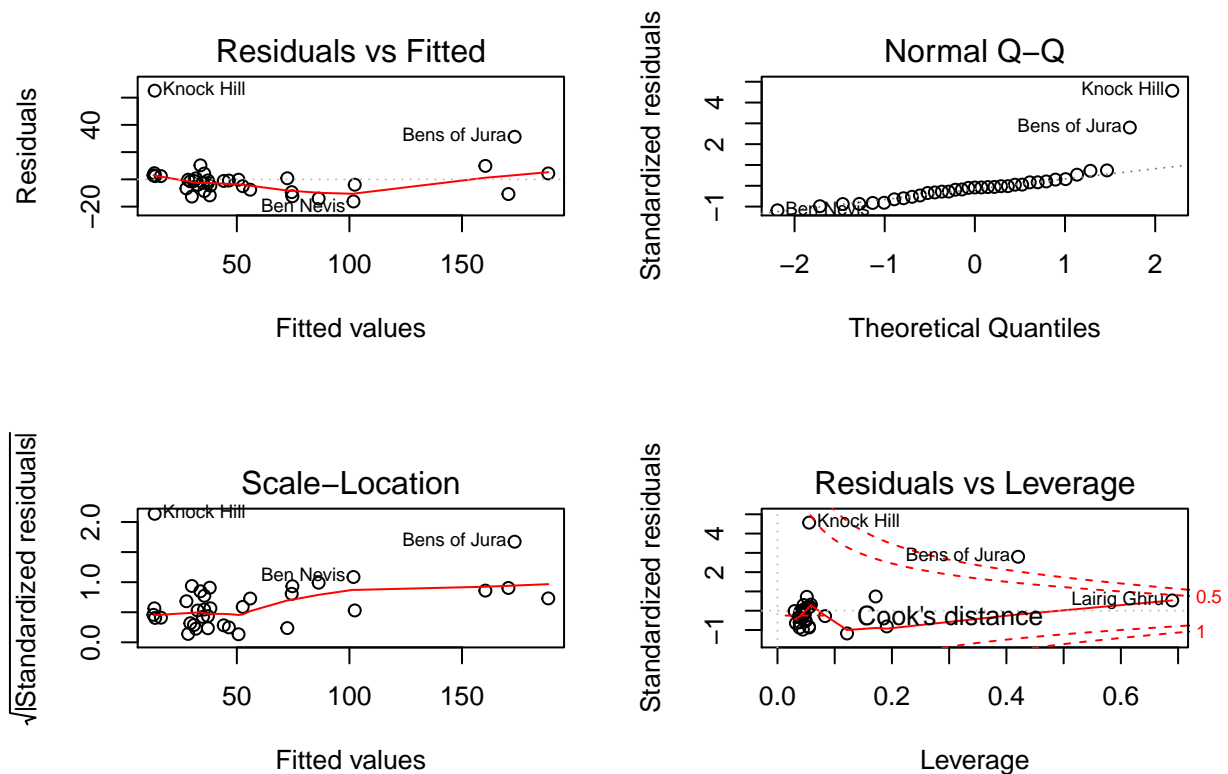 Residuals vs Fitted
Residuals
−20
40
Knock Hill
Bens of Jura
Ben Nevis
50
100
150
Fitted values
Normal Q−Q
Standardized residuals
−1
2
4
Knock Hill
Bens of Jura
Ben Nevis
−2
−1
0
1
2
Theoretical Quantiles
Scale−Location
√|Standardized residuals|
0.0
1.0
2.0
Knock Hill
Bens of Jura
Ben Nevis
50
100
150
Fitted values
Residuals vs Leverage
Standardized residuals
−1
2
4
Knock Hill
Bens of Jura
Lairig Ghru
Cook's distance
0.5
1
0.0
0.2
0.4
0.6
Leverage